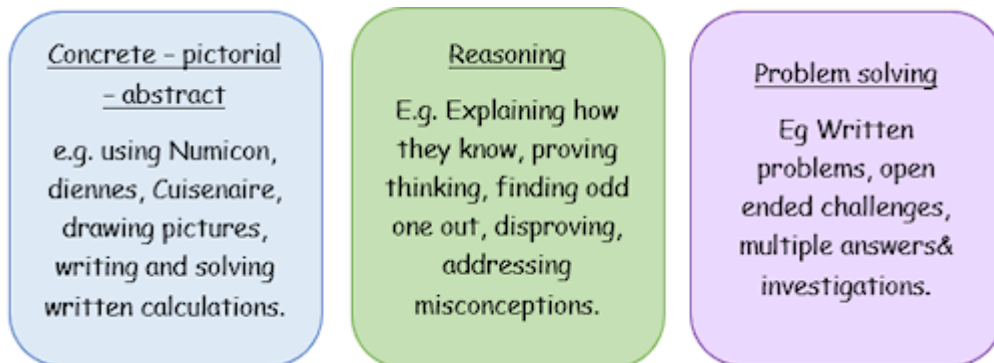 Concrete – pictorial
– abstract
e.g. using Numicon,
diennes, Cuisenaire,
drawing pictures,
writing and solving
written calculations.
Reasoning
E.g. Explaining how
they know, proving
thinking, finding odd
one out, disproving,
addressing
misconceptions.
Problem solving
Eg Written
problems, open
ended challenges,
multiple answers&
investigations.